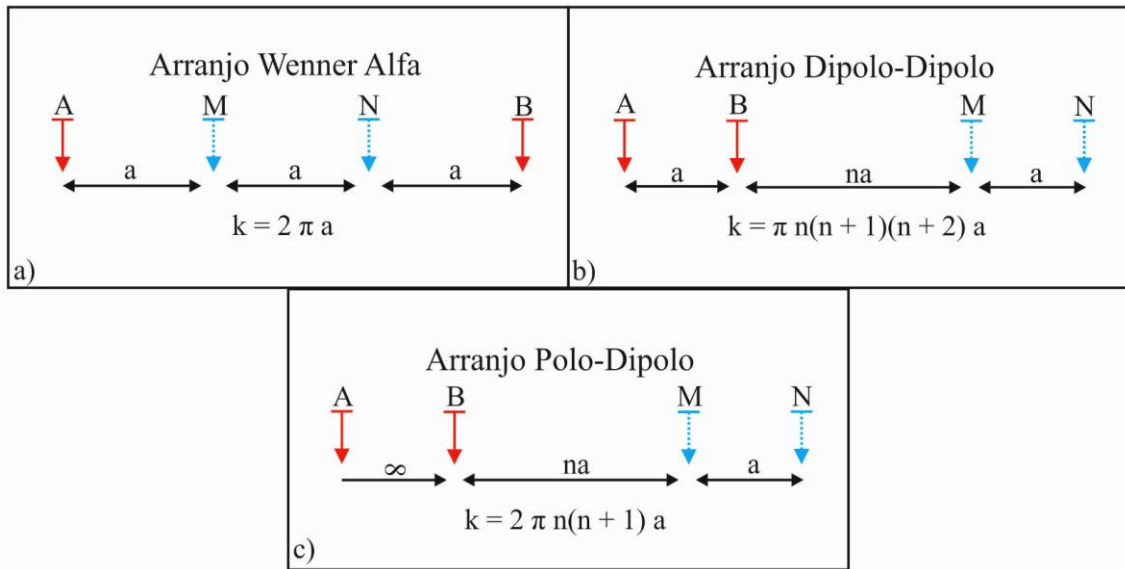 Arranjo Wenner Alfa
A M N B
a a a
k = 2 π a
a)
Arranjo Dipolo-Dipolo
A B M N
a na a
k = π n(n + 1)(n + 2) a
b)
Arranjo Polo-Dipolo
A B M N
∞ na a
k = 2 π n(n + 1) a
c)